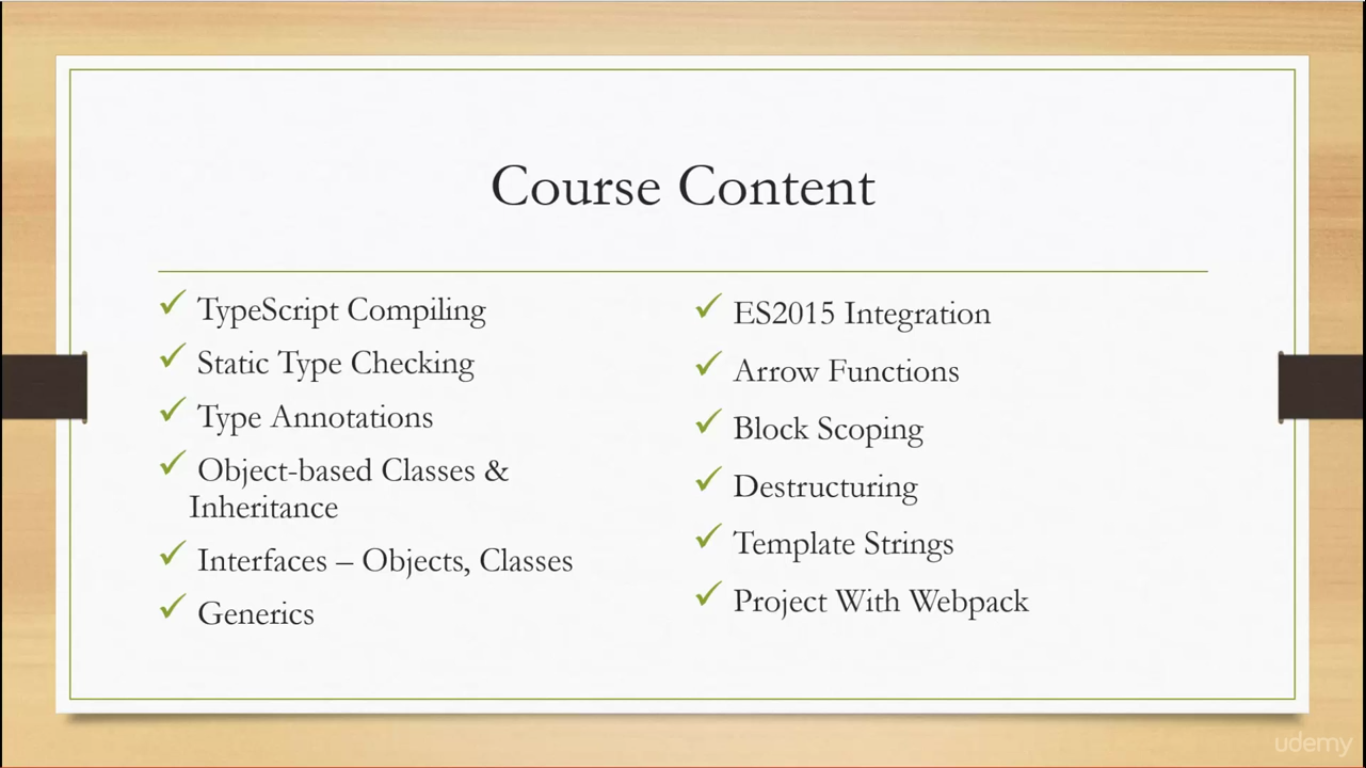 Course Content
TypeScript Compiling
Static Type Checking
Type Annotations
Object-based Classes &
Inheritance
Interfaces – Objects, Classes
Generics
ES2015 Integration
Arrow Functions
Block Scoping
Destructuring
Template Strings
Project With Webpack
udemy